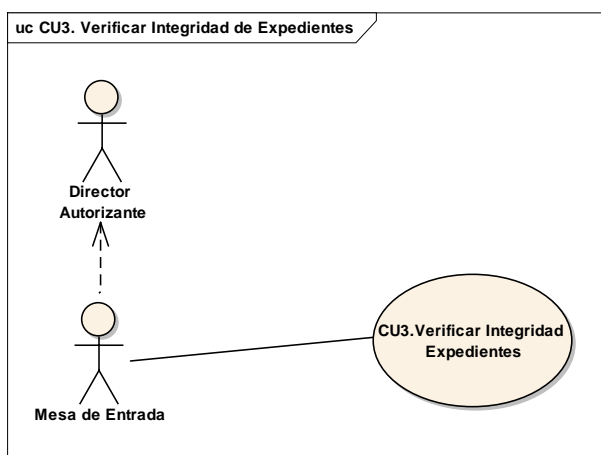 uc CU3. Verificar Integridad de Expedientes
Director
Autorizante
CU3.Verificar Integridad
Expedientes
Mesa de Entrada